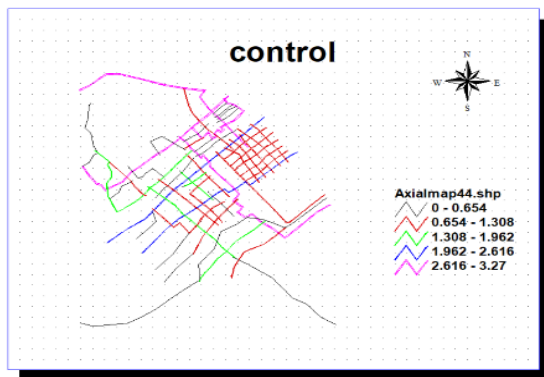 control
N
W E
S
Axialmap44.shp
0 - 0.654
0.654 - 1.308
1.308 - 1.962
1.962 - 2.616
2.616 - 3.27